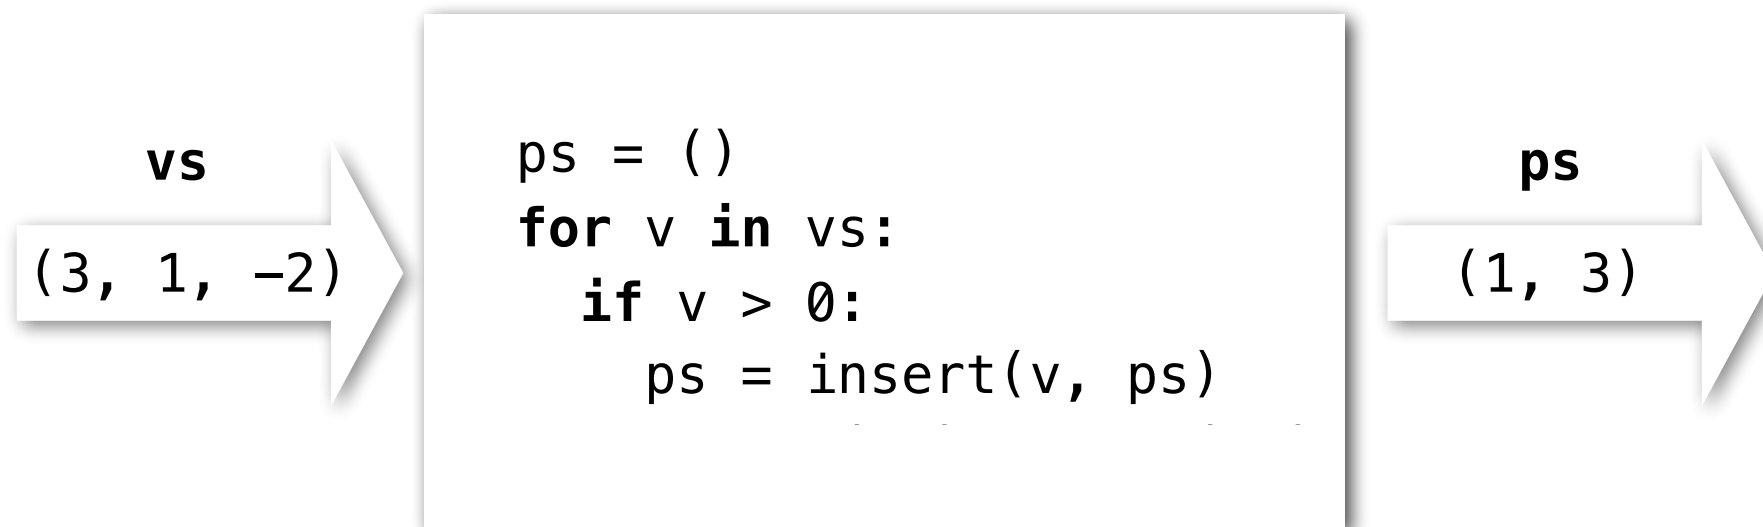 vs
(3, 1, −2)
ps = ()
for v in vs:
  if v > 0:
    ps = insert(v, ps)
ps
(1, 3)